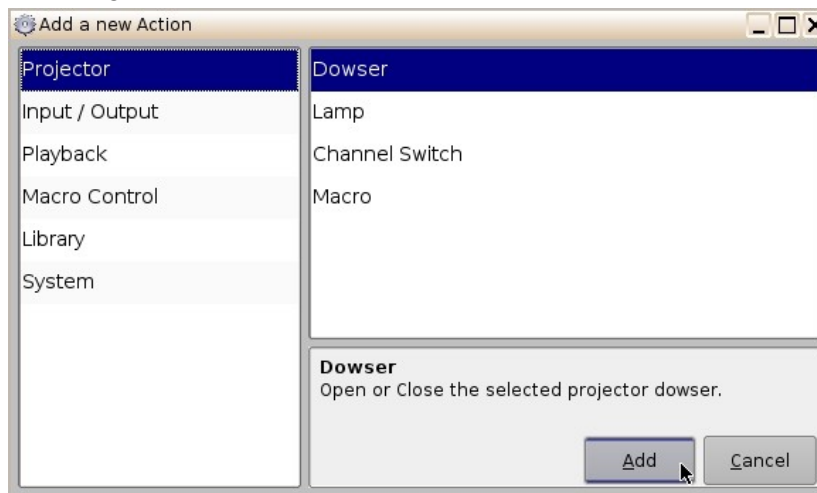 Add a new Action
Projector
Input / Output
Playback
Macro Control
Library
System
Dowser
Lamp
Channel Switch
Macro
Dowser
Open or Close the selected projector dowser.
Add
Cancel